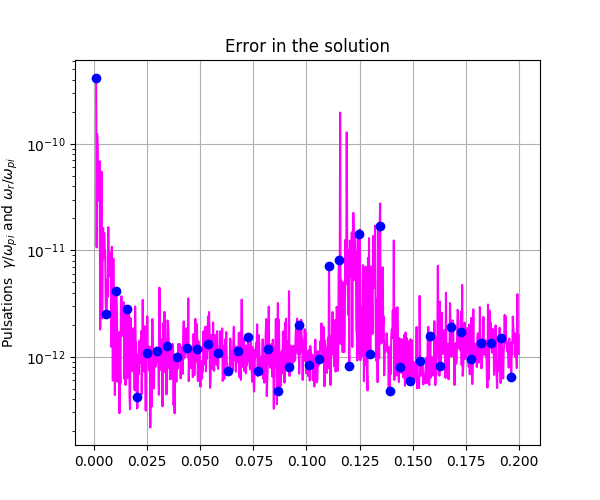 Error in the solution
Pulsations γ/ω_pi and ω_r/ω_pi
10⁻¹⁰
10⁻¹¹
10⁻¹²
0.000 0.025 0.050 0.075 0.100 0.125 0.150 0.175 0.200